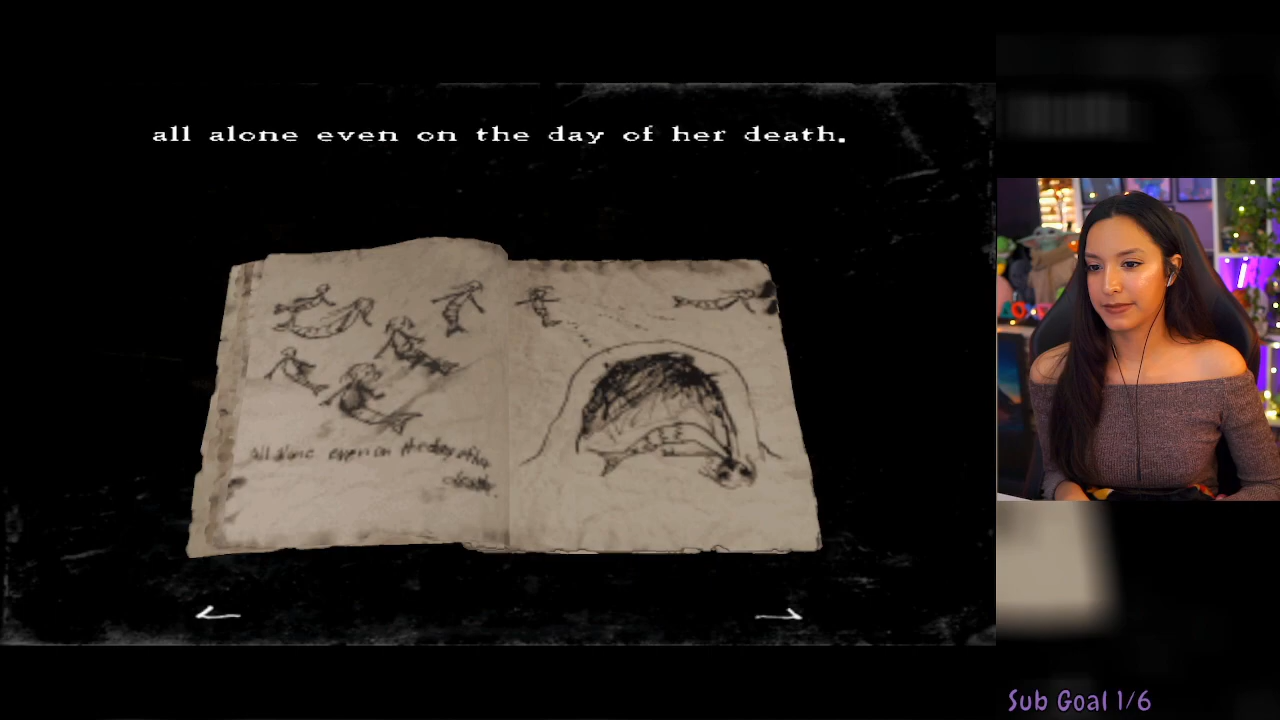 all alone even on the day of her death.
all alone even on the day of her
death.
Sub Goal 1/6